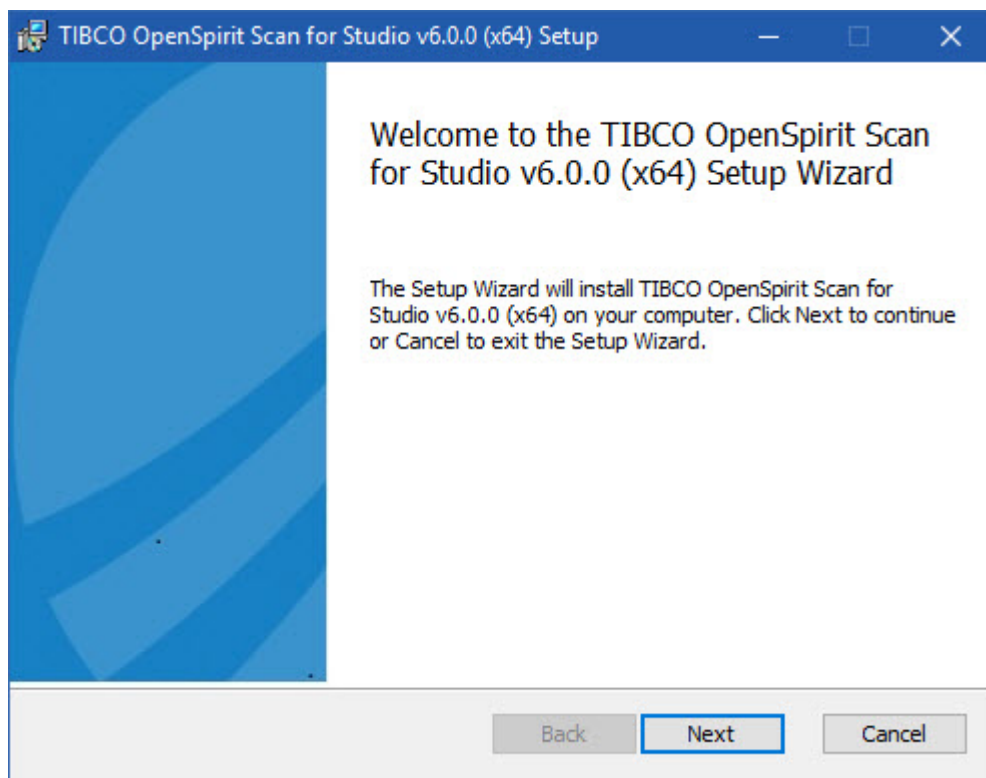 TIBCO OpenSpirit Scan for Studio v6.0.0 (x64) Setup
Welcome to the TIBCO OpenSpirit Scan
for Studio v6.0.0 (x64) Setup Wizard
The Setup Wizard will install TIBCO OpenSpirit Scan for
Studio v6.0.0 (x64) on your computer. Click Next to continue
or Cancel to exit the Setup Wizard.
Back Next Cancel